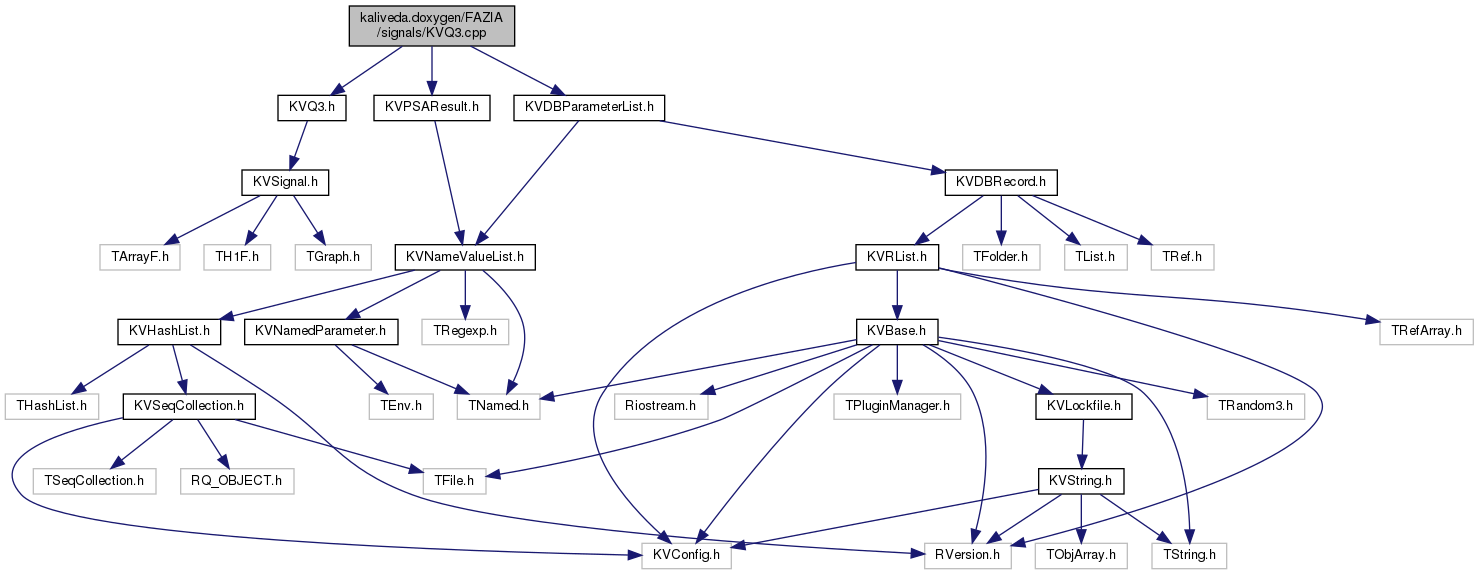 kaliveda.doxygen/FAZIA
/signals/KVQ3.cpp
KVQ3.h
KVPSAResult.h
KVDBParameterList.h
KVSignal.h
KVDBRecord.h
TArrayF.h
TH1F.h
TGraph.h
KVNameValueList.h
KVRList.h
TFolder.h
TList.h
TRef.h
KVHashList.h
KVNamedParameter.h
TRegexp.h
KVBase.h
TRefArray.h
THashList.h
KVSeqCollection.h
TEnv.h
TNamed.h
Riostream.h
TPluginManager.h
KVLockfile.h
TRandom3.h
TSeqCollection.h
RQ_OBJECT.h
TFile.h
KVString.h
KVConfig.h
RVersion.h
TObjArray.h
TString.h